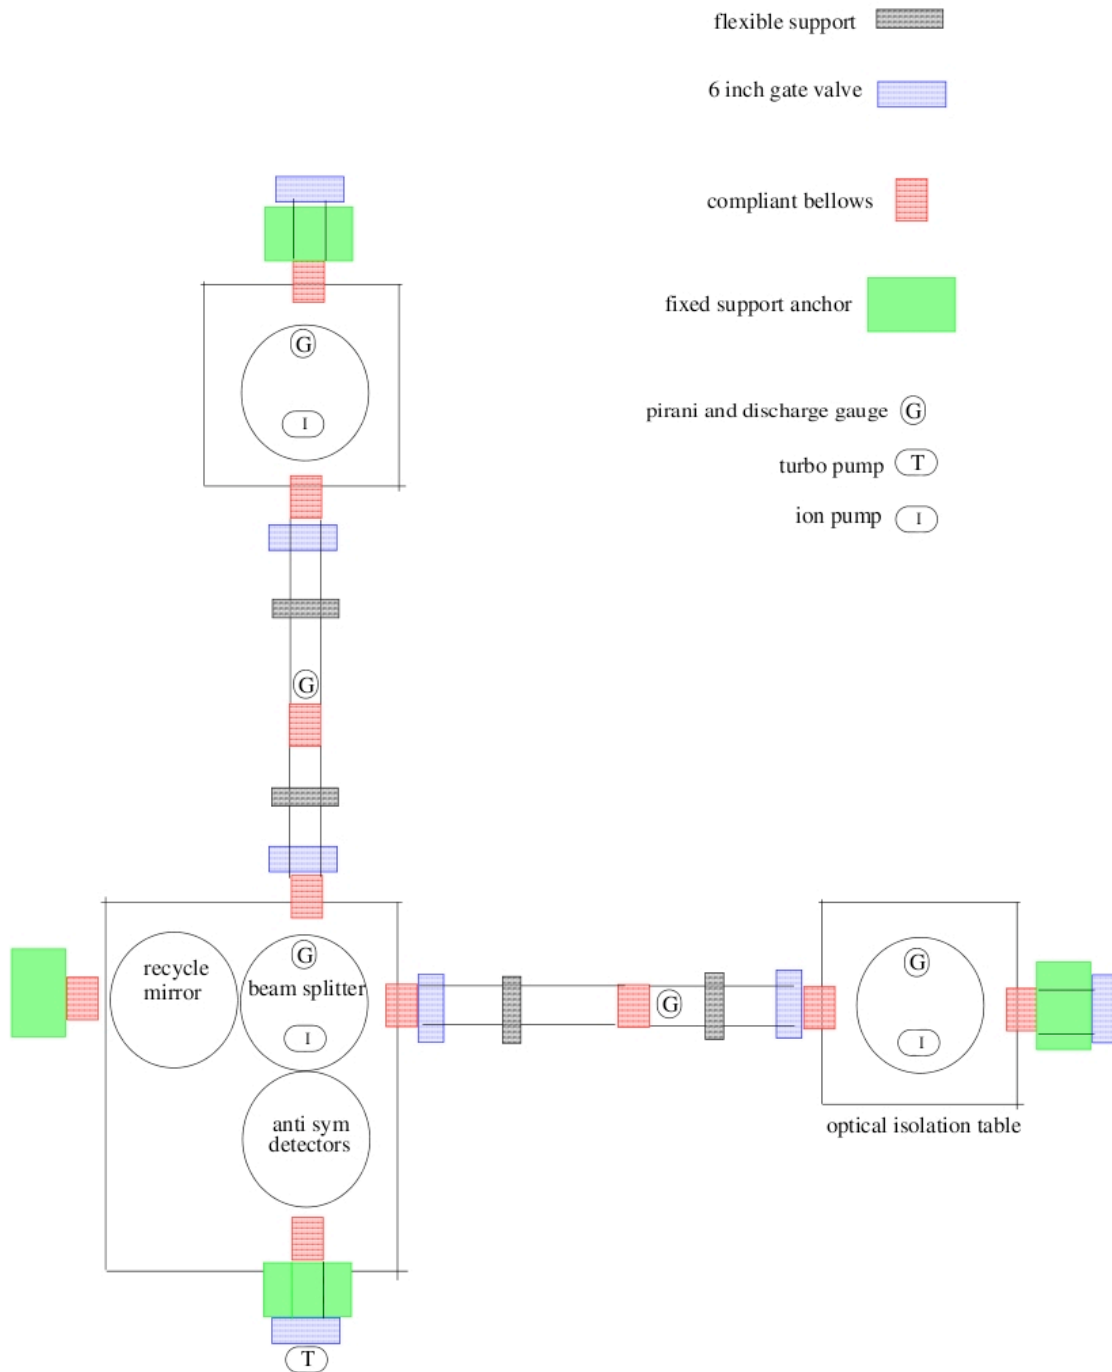 flexible support
6 inch gate valve
compliant bellows
fixed support anchor
pirani and discharge gauge G
turbo pump T
ion pump I
G
I
G
recycle
mirror
G
beam splitter
I
G
G
I
anti sym
detectors
optical isolation table
T